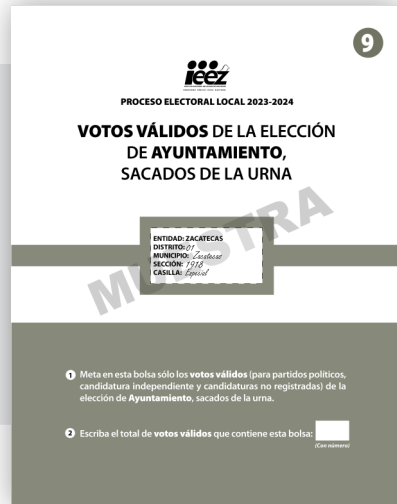 9
ieez
PROCESO ELECTORAL LOCAL 2023-2024
VOTOS VÁLIDOS DE LA ELECCIÓN
DE AYUNTAMIENTO,
SACADOS DE LA URNA
MUESTRA
ENTIDAD: ZACATECAS
DISTRITO: 01
MUNICIPIO: Zacatecas
SECCIÓN: 1918
CASILLA: Especial
1 Meta en esta bolsa sólo los votos válidos (para partidos políticos,
candidatura independiente y candidaturas no registradas) de la
elección de Ayuntamiento, sacados de la urna.
2 Escriba el total de votos válidos que contiene esta bolsa:
(Con número)